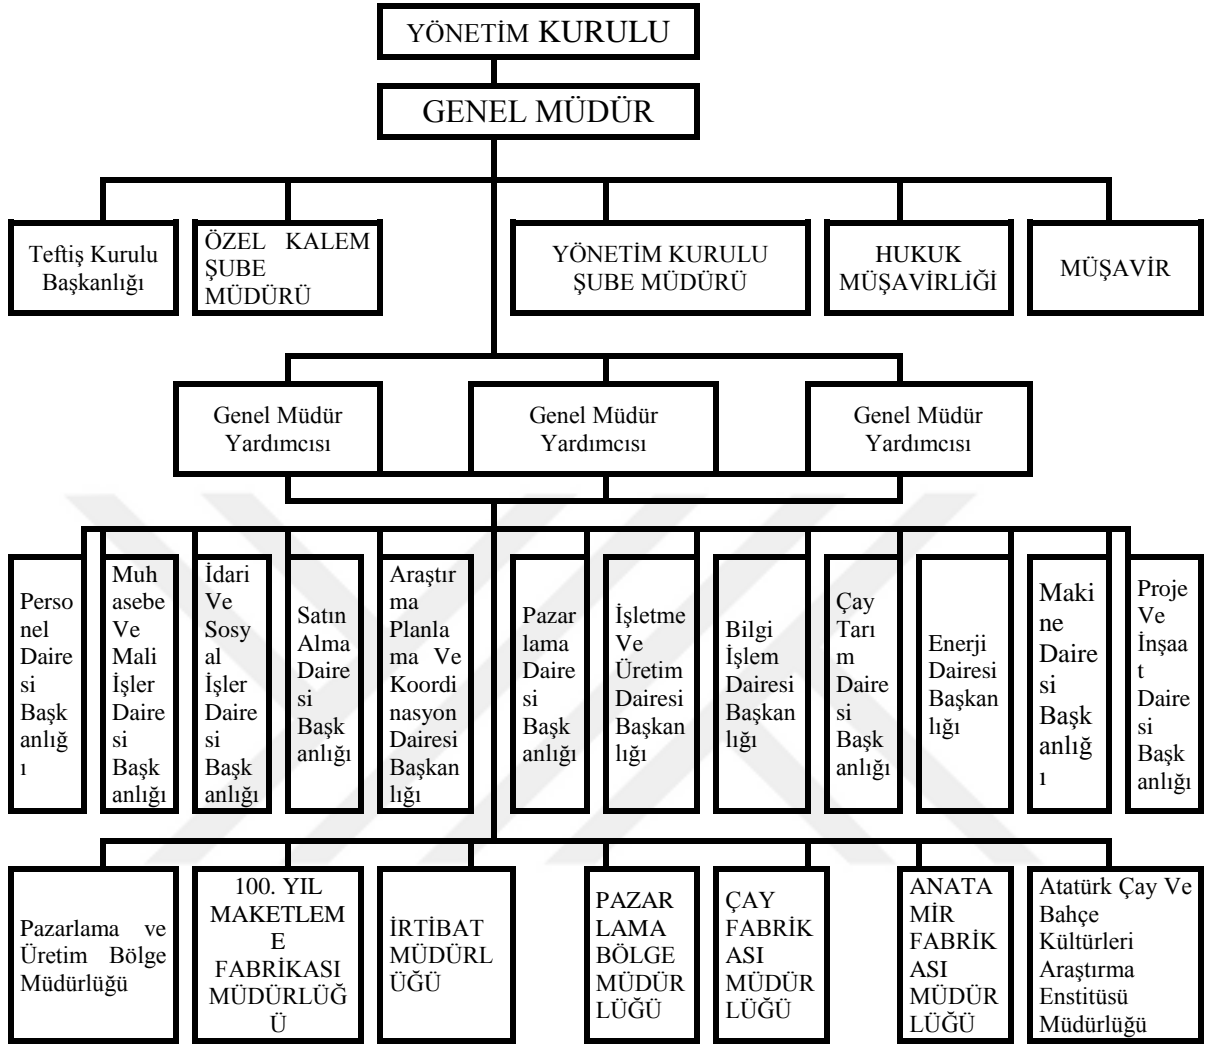 YÖNETİM KURULU
GENEL MÜDÜR
Teftiş Kurulu
Başkanlığı
ÖZEL KALEM
ŞUBE
MÜDÜRÜ
YÖNETİM KURULU
ŞUBE MÜDÜRÜ
HUKUK
MÜŞAVİRLİĞİ
MÜŞAVİR
Genel Müdür
Yardımcısı
Genel Müdür
Yardımcısı
Genel Müdür
Yardımcısı
Perso
nel
Daire
si
Başk
anlığ
ı
Muh
asebe
Ve
Mali
İşler
Daire
si
Başk
anlığı
İdari
Ve
Sosy
al
İşler
Daire
si
Başk
anlığı
Satın
Alma
Daire
si
Başk
anlığı
Araştır
ma
Planla
ma Ve
Koordi
nasyon
Dairesi
Başkan
lığı
Pazar
lama
Daire
si
Başk
anlığı
İşletme
Ve
Üretim
Dairesi
Başkan
lığı
Bilgi
İşlem
Dairesi
Başkan
lığı
Çay
Tarı
m
Daire
si
Başk
anlığı
Enerji
Dairesi
Başkan
lığı
Maki
ne
Daire
si
Başk
anlığ
ı
Proje
Ve
İnşaa
t
Daire
si
Başk
anlığı
Pazarlama ve
Üretim Bölge
Müdürlüğü
100. YIL
MAKETLEM
E
FABRİKASI
MÜDÜRLÜĞ
Ü
İRTİBAT
MÜDÜRL
ÜĞÜ
PAZAR
LAMA
BÖLGE
MÜDÜR
LÜĞÜ
ÇAY
FABRİK
ASI
MÜDÜR
LÜĞÜ
ANATA
MİR
FABRİK
ASI
MÜDÜR
LÜĞÜ
Atatürk Çay Ve
Bahçe
Kültürleri
Araştırma
Enstitüsü
Müdürlüğü